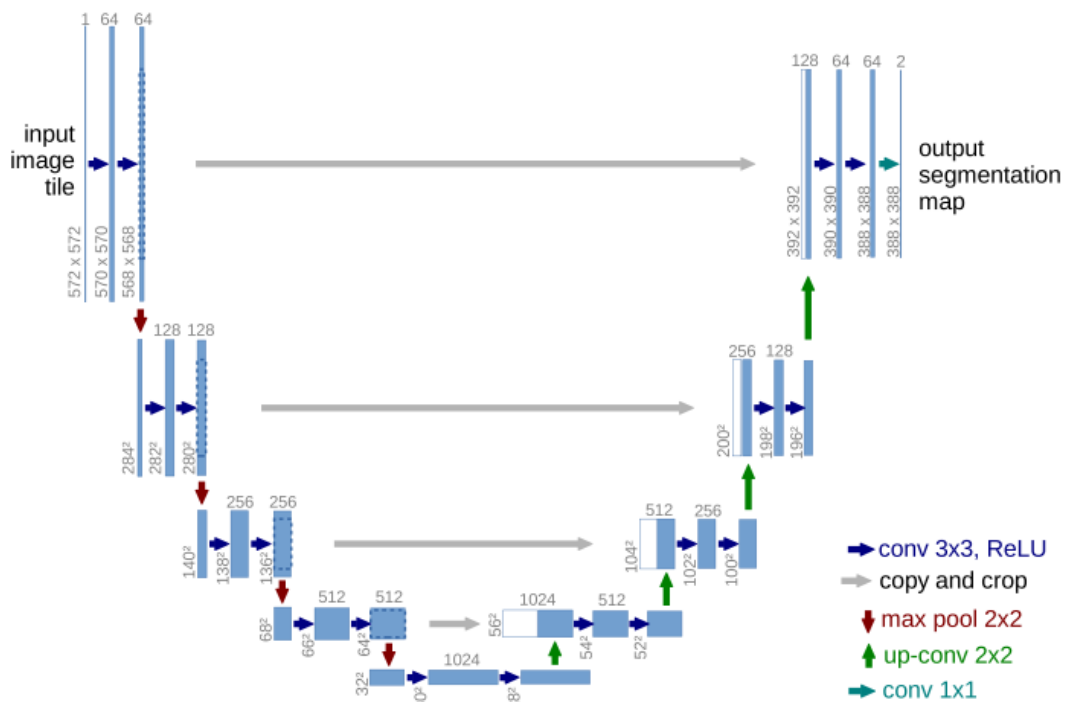 1 64 64
128 64 64 2
input
image
tile
output
segmentation
map
572 x 572
570 x 570
568 x 568
392 x 392
390 x 390
388 x 388
388 x 388
128 128
256 128
284²
282²
280²
200²
198²
196²
256 256
512 256
140²
138²
136²
104²
102²
100²
512 512
1024 512
68²
66²
64²
56²
54²
52²
1024
32²
0²
8²
conv 3x3, ReLU
copy and crop
max pool 2x2
up-conv 2x2
conv 1x1